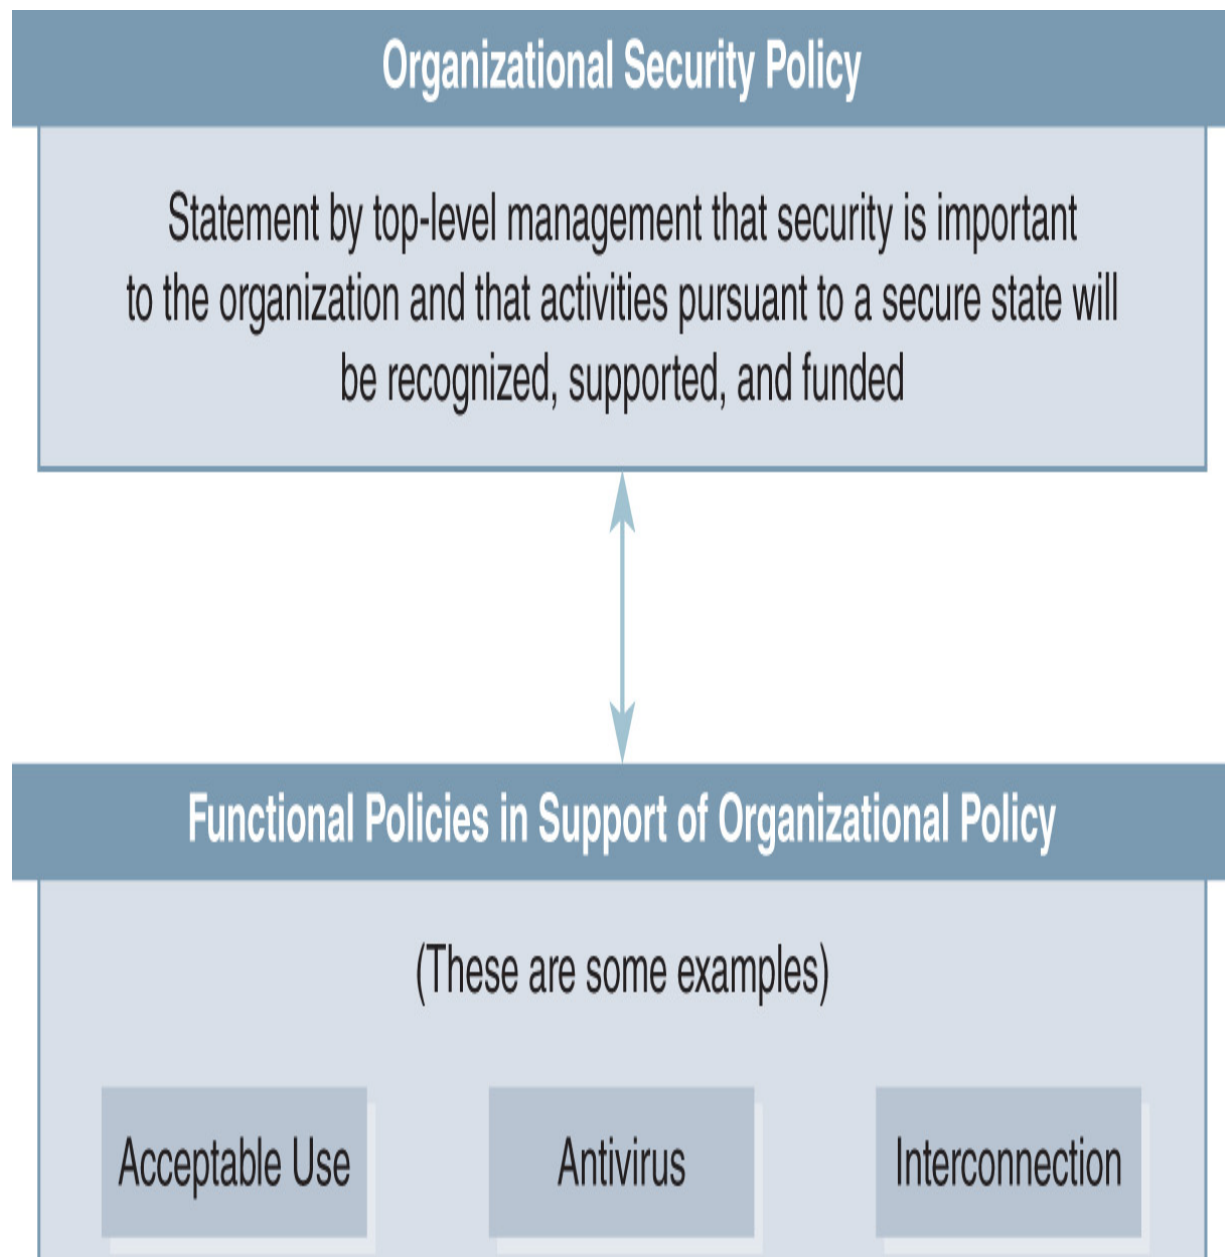 Organizational Security Policy
Statement by top-level management that security is important
to the organization and that activities pursuant to a secure state will
be recognized, supported, and funded
Functional Policies in Support of Organizational Policy
(These are some examples)
Acceptable Use
Antivirus
Interconnection